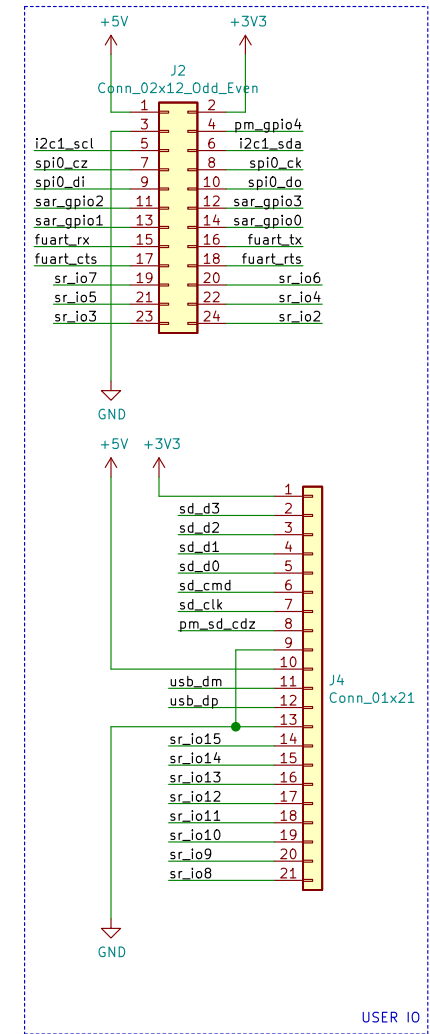 +5V +3V3
J2
Conn_02x12_Odd_Even
1 2
3 4 pm_gpio4
i2c1_scl 5 6 i2c1_sda
spi0_cz 7 8 spi0_ck
spi0_di 9 10 spi0_do
sar_gpio2 11 12 sar_gpio3
sar_gpio1 13 14 sar_gpio0
fuart_rx 15 16 fuart_tx
fuart_cts 17 18 fuart_rts
sr_io7 19 20 sr_io6
sr_io5 21 22 sr_io4
sr_io3 23 24 sr_io2
GND
+5V +3V3
1
sd_d3 2
sd_d2 3
sd_d1 4
sd_d0 5
sd_cmd 6
sd_clk 7
pm_sd_cdz 8
9
10
usb_dm 11
usb_dp 12
13
sr_io15 14
sr_io14 15
sr_io13 16
sr_io12 17
sr_io11 18
sr_io10 19
sr_io9 20
sr_io8 21
J4
Conn_01x21
GND
USER IO